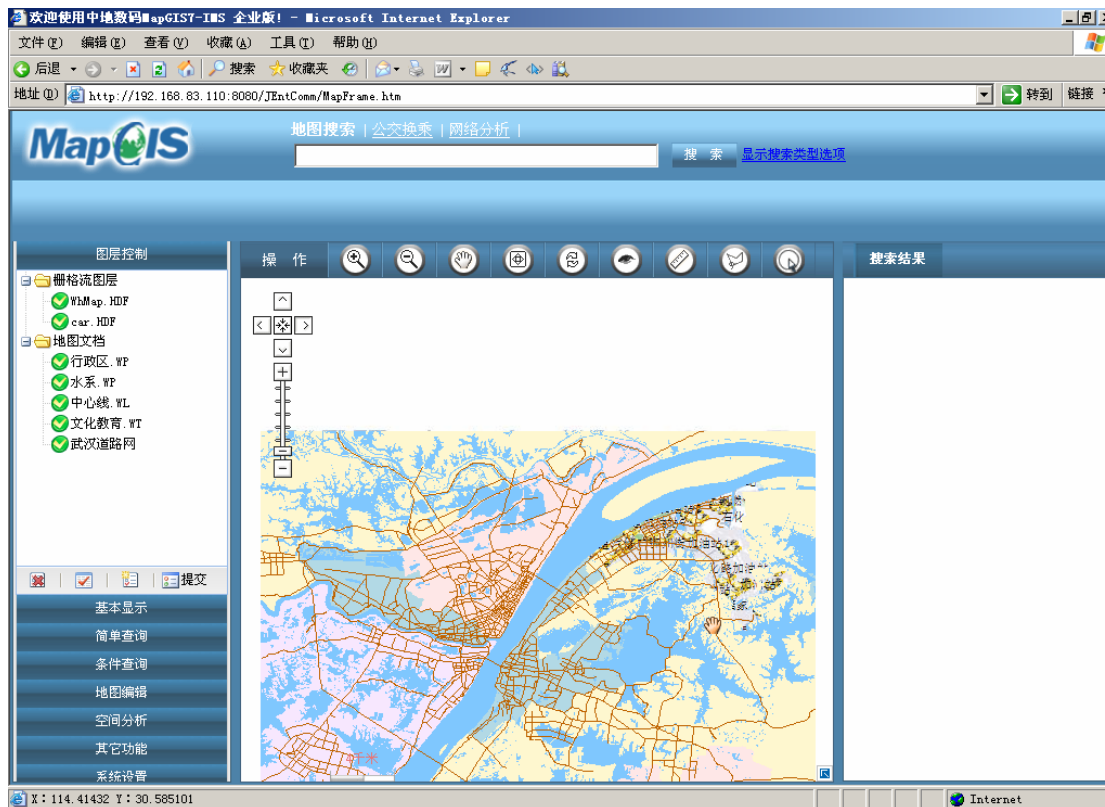 欢迎使用中地数码MapGIS7-IMS 企业版! - Microsoft Internet Explorer
文件(F) 编辑(E) 查看(V) 收藏(A) 工具(T) 帮助(H)
后退 搜索 收藏夹
地址(D) http://192.168.83.110:8080/JEntComm/MapFrame.htm 转到 链接
MapGIS
地图搜索 | 公交换乘 | 网络分析 |
搜 索 显示搜索类型选项
图层控制
操 作
搜索结果
栅格流图层
WhMap.HDF
car.HDF
地图文档
行政区.WP
水系.WP
中心线.WL
文化教育.WT
武汉道路网
提交
基本显示
简单查询
条件查询
地图编辑
空间分析
其它功能
系统设置
石化
加油站
千米
X: 114.41432 Y: 30.585101 Internet